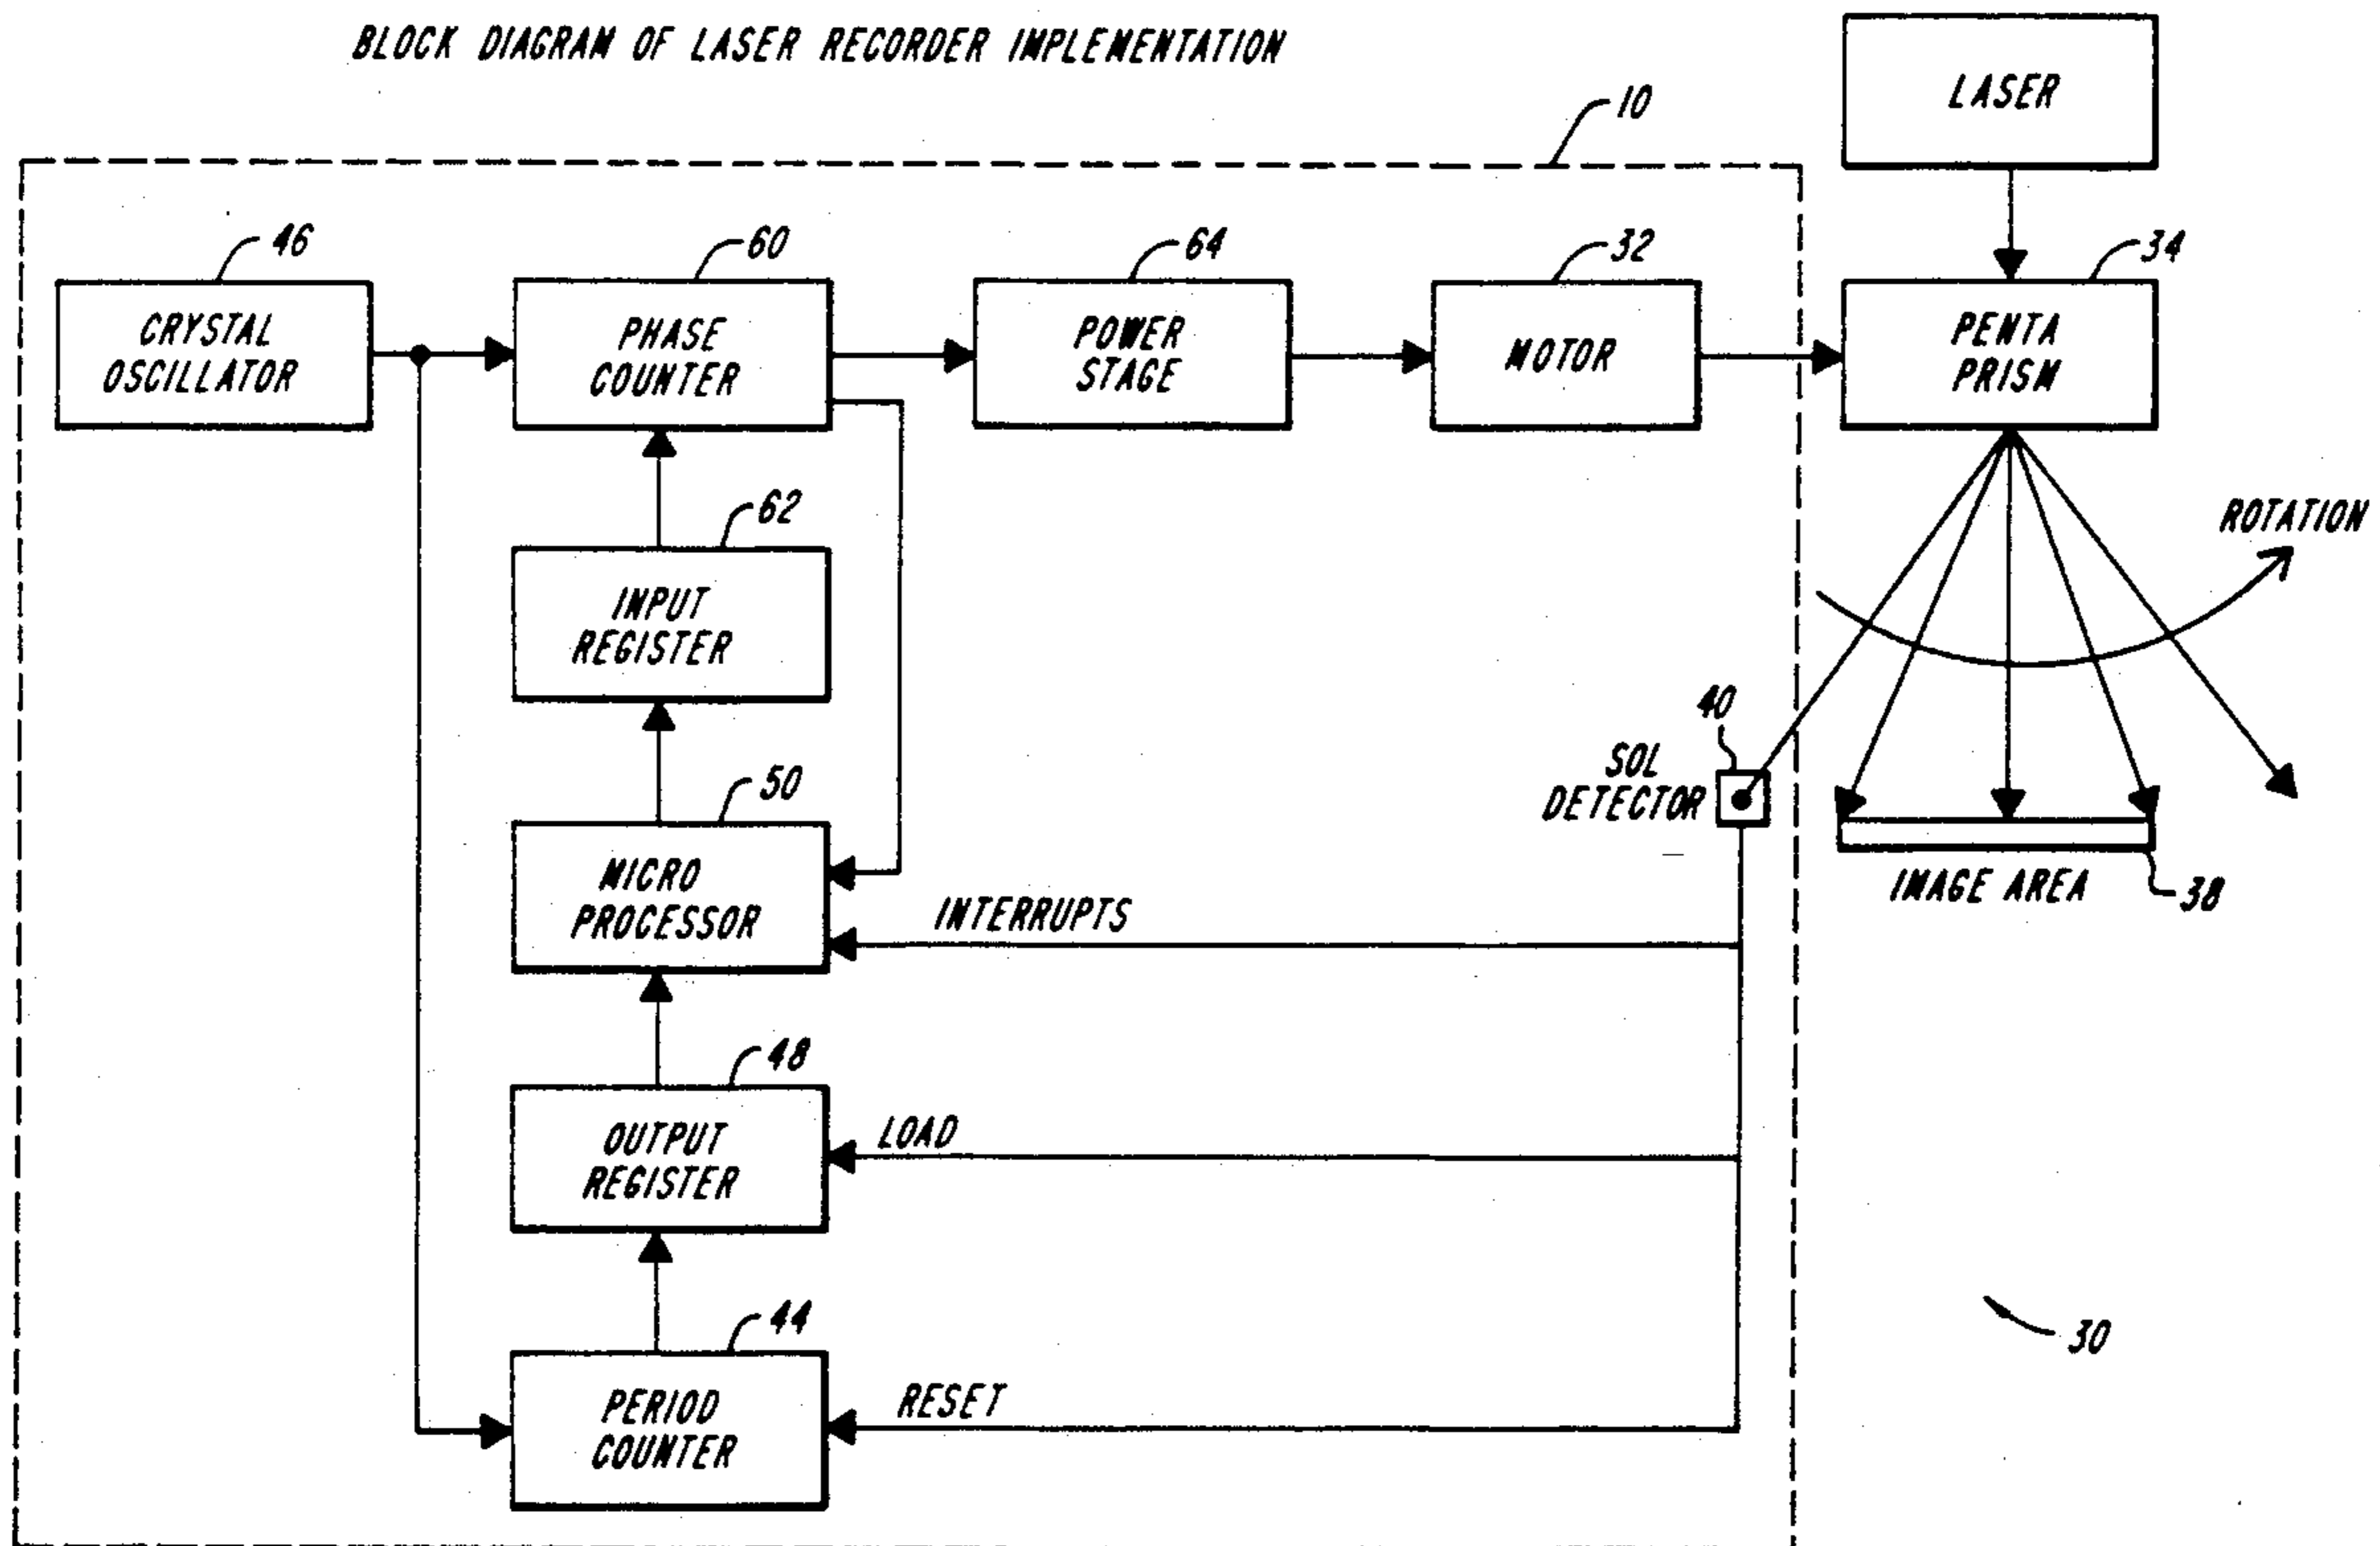 BLOCK DIAGRAM OF LASER RECORDER IMPLEMENTATION
LASER
10
46
60
64
32
34
CRYSTAL
OSCILLATOR
PHASE
COUNTER
POWER
STAGE
MOTOR
PENTA
PRISM
62
ROTATION
INPUT
REGISTER
40
SOL
DETECTOR
50
MICRO
PROCESSOR
INTERRUPTS
IMAGE AREA
38
48
OUTPUT
REGISTER
LOAD
44
30
PERIOD
COUNTER
RESET